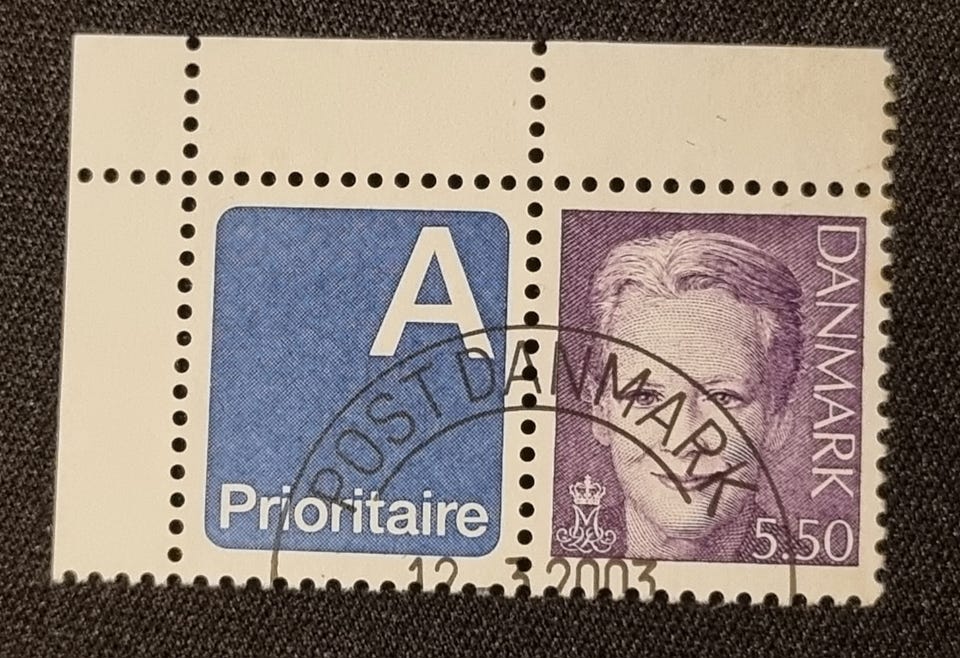 A
Prioritaire
DANMARK
5.50
POST DANMARK
12. 3.2003